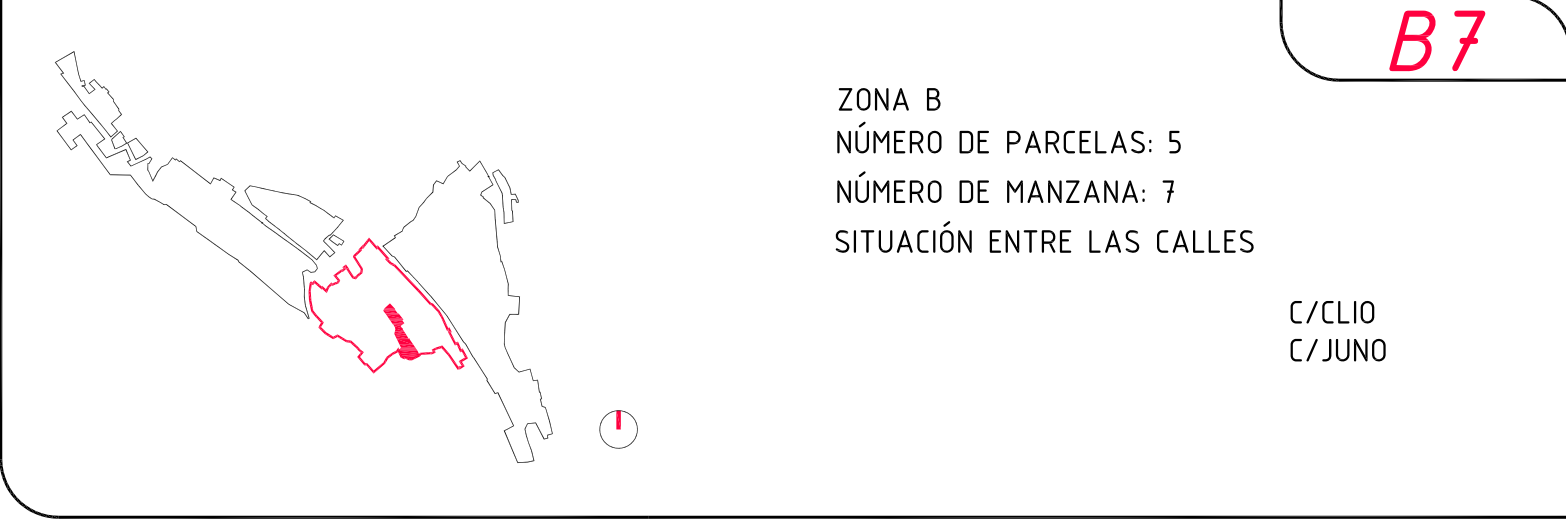 B7
ZONA B
NÚMERO DE PARCELAS: 5
NÚMERO DE MANZANA: 7
SITUACIÓN ENTRE LAS CALLES
C/CLIO
C/JUNO